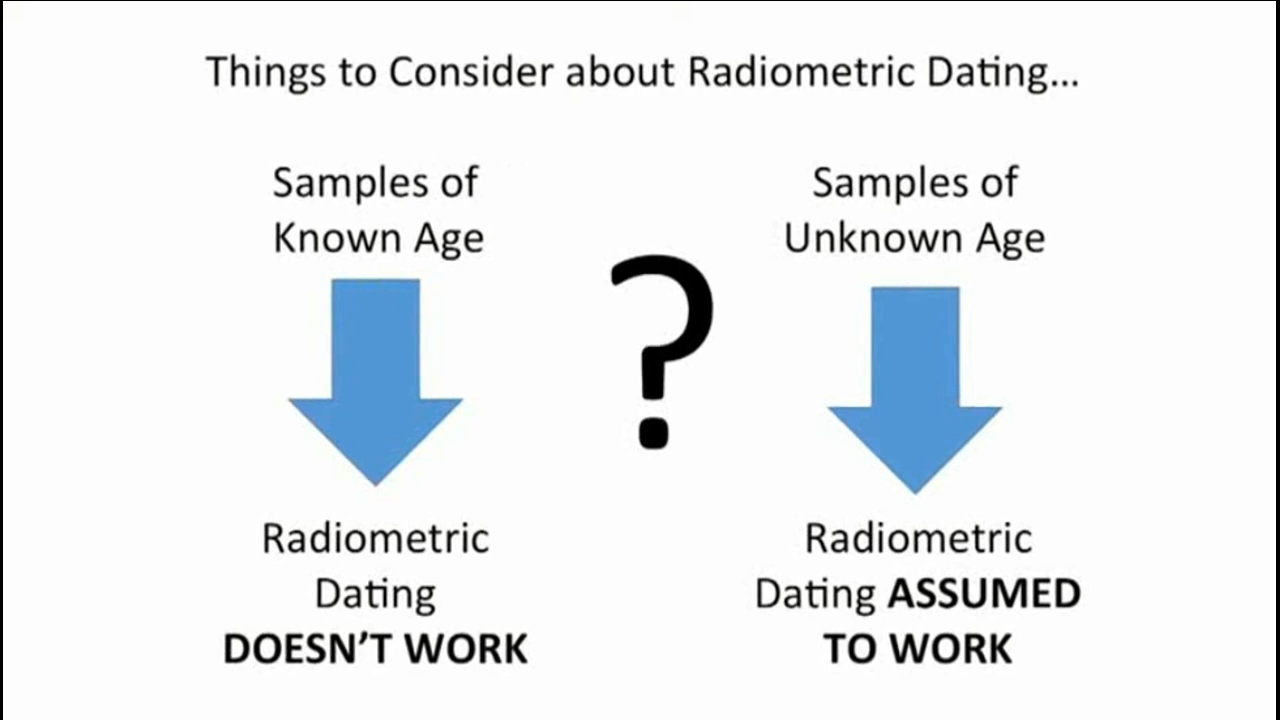 Things to Consider about Radiometric Dating...
Samples of
Known Age
Samples of
Unknown Age
?
Radiometric
Dating
DOESN'T WORK
Radiometric
Dating ASSUMED
TO WORK